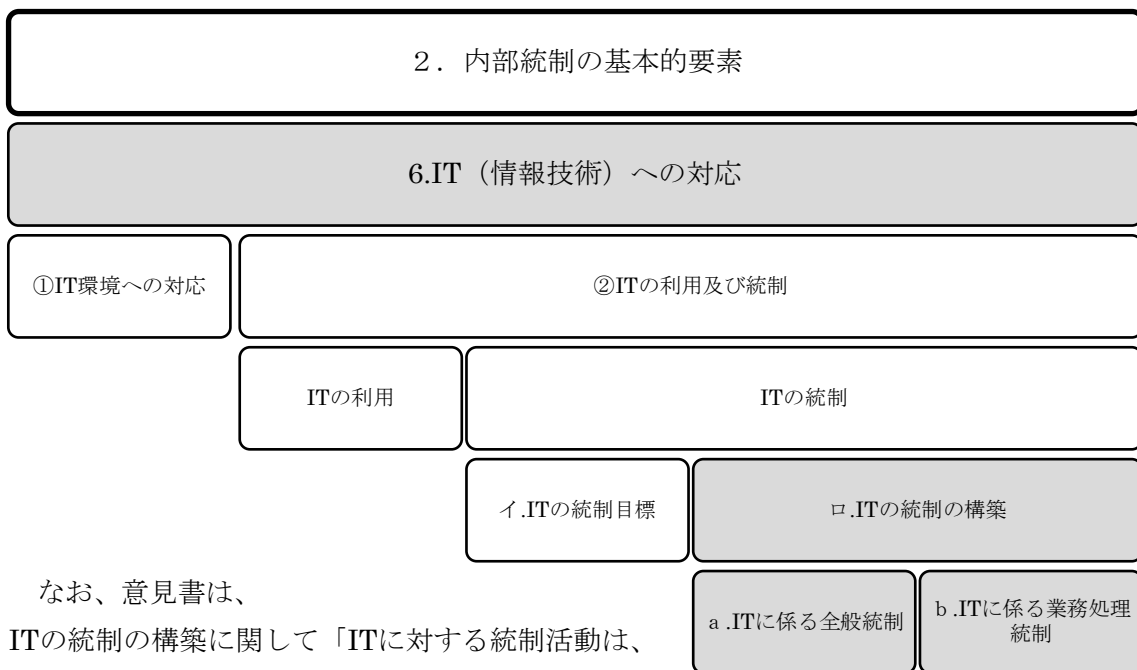 ２．内部統制の基本的要素
6.IT（情報技術）への対応
①IT環境への対応
②ITの利用及び統制
ITの利用
ITの統制
イ.ITの統制目標
ロ.ITの統制の構築
ａ.ITに係る全般統制
ｂ.ITに係る業務処理
統制
なお、意見書は、
ITの統制の構築に関して「ITに対する統制活動は、